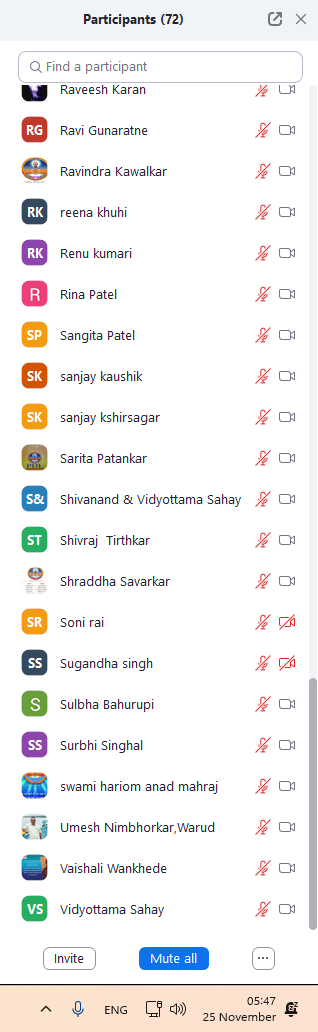 Participants (72)
Find a participant
Raveesh Karan
RG Ravi Gunaratne
Ravindra Kawalkar
RK reena khuhi
RK Renu kumari
R Rina Patel
SP Sangita Patel
SK sanjay kaushik
SK sanjay kshirsagar
Sarita Patankar
S& Shivanand & Vidyottama Sahay
ST Shivraj Tirthkar
Shraddha Savarkar
SR Soni rai
SS Sugandha singh
S Sulbha Bahurupi
SS Surbhi Singhal
swami hariom anad mahraj
Umesh Nimbhorkar,Warud
Vaishali Wankhede
VS Vidyottama Sahay
Invite Mute all ...
ENG 05:47
25 November